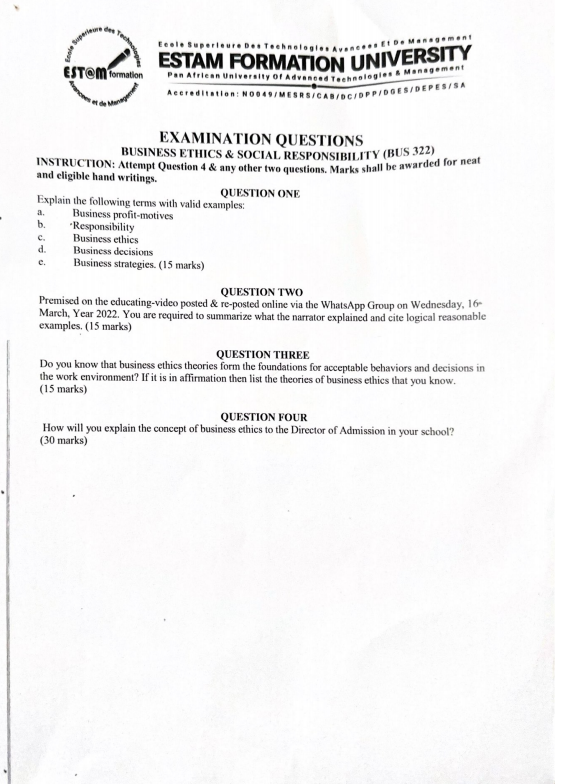 Ecole Superieure des Technologies
EST@M formation
Avancees et de Management
Ecole Superieure Des Technologies Avancees Et De Management
ESTAM FORMATION UNIVERSITY
Pan African University Of Advanced Technologies & Management
Accreditation: N0049/MESRS/CAB/DC/DPP/DGES/DEPES/SA
EXAMINATION QUESTIONS
BUSINESS ETHICS & SOCIAL RESPONSIBILITY (BUS 322)
INSTRUCTION: Attempt Question 4 & any other two questions. Marks shall be awarded for neat
and eligible hand writings.
QUESTION ONE
Explain the following terms with valid examples:
a. Business profit-motives
b. Responsibility
c. Business ethics
d. Business decisions
e. Business strategies. (15 marks)
QUESTION TWO
Premised on the educating-video posted & re-posted online via the WhatsApp Group on Wednesday, 16-
March, Year 2022. You are required to summarize what the narrator explained and cite logical reasonable
examples. (15 marks)
QUESTION THREE
Do you know that business ethics theories form the foundations for acceptable behaviors and decisions in
the work environment? If it is in affirmation then list the theories of business ethics that you know.
(15 marks)
QUESTION FOUR
How will you explain the concept of business ethics to the Director of Admission in your school?
(30 marks)